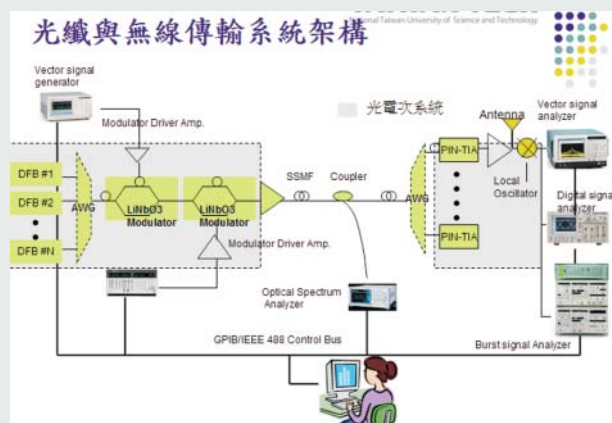 ional Taiwan University of Science and Technology
光纖與無線傳輸系統架構
Vector signal
generator
Modulator Driver Amp.
光電次系統
Antenna
Vector signal
analyzer
DFB #1
DFB #2
DFB #N
AWG
LiNbO3
Modulator
LiNbO3
Modulator
Modulator Driver Amp.
SSMF
Coupler
AWG
PIN-TIA
PIN-TIA
Local
Oscillator
Digital signal
analyzer
Optical Spectrum
Analyzer
GPIB/IEEE 488 Control Bus
Burst signal Analyzer